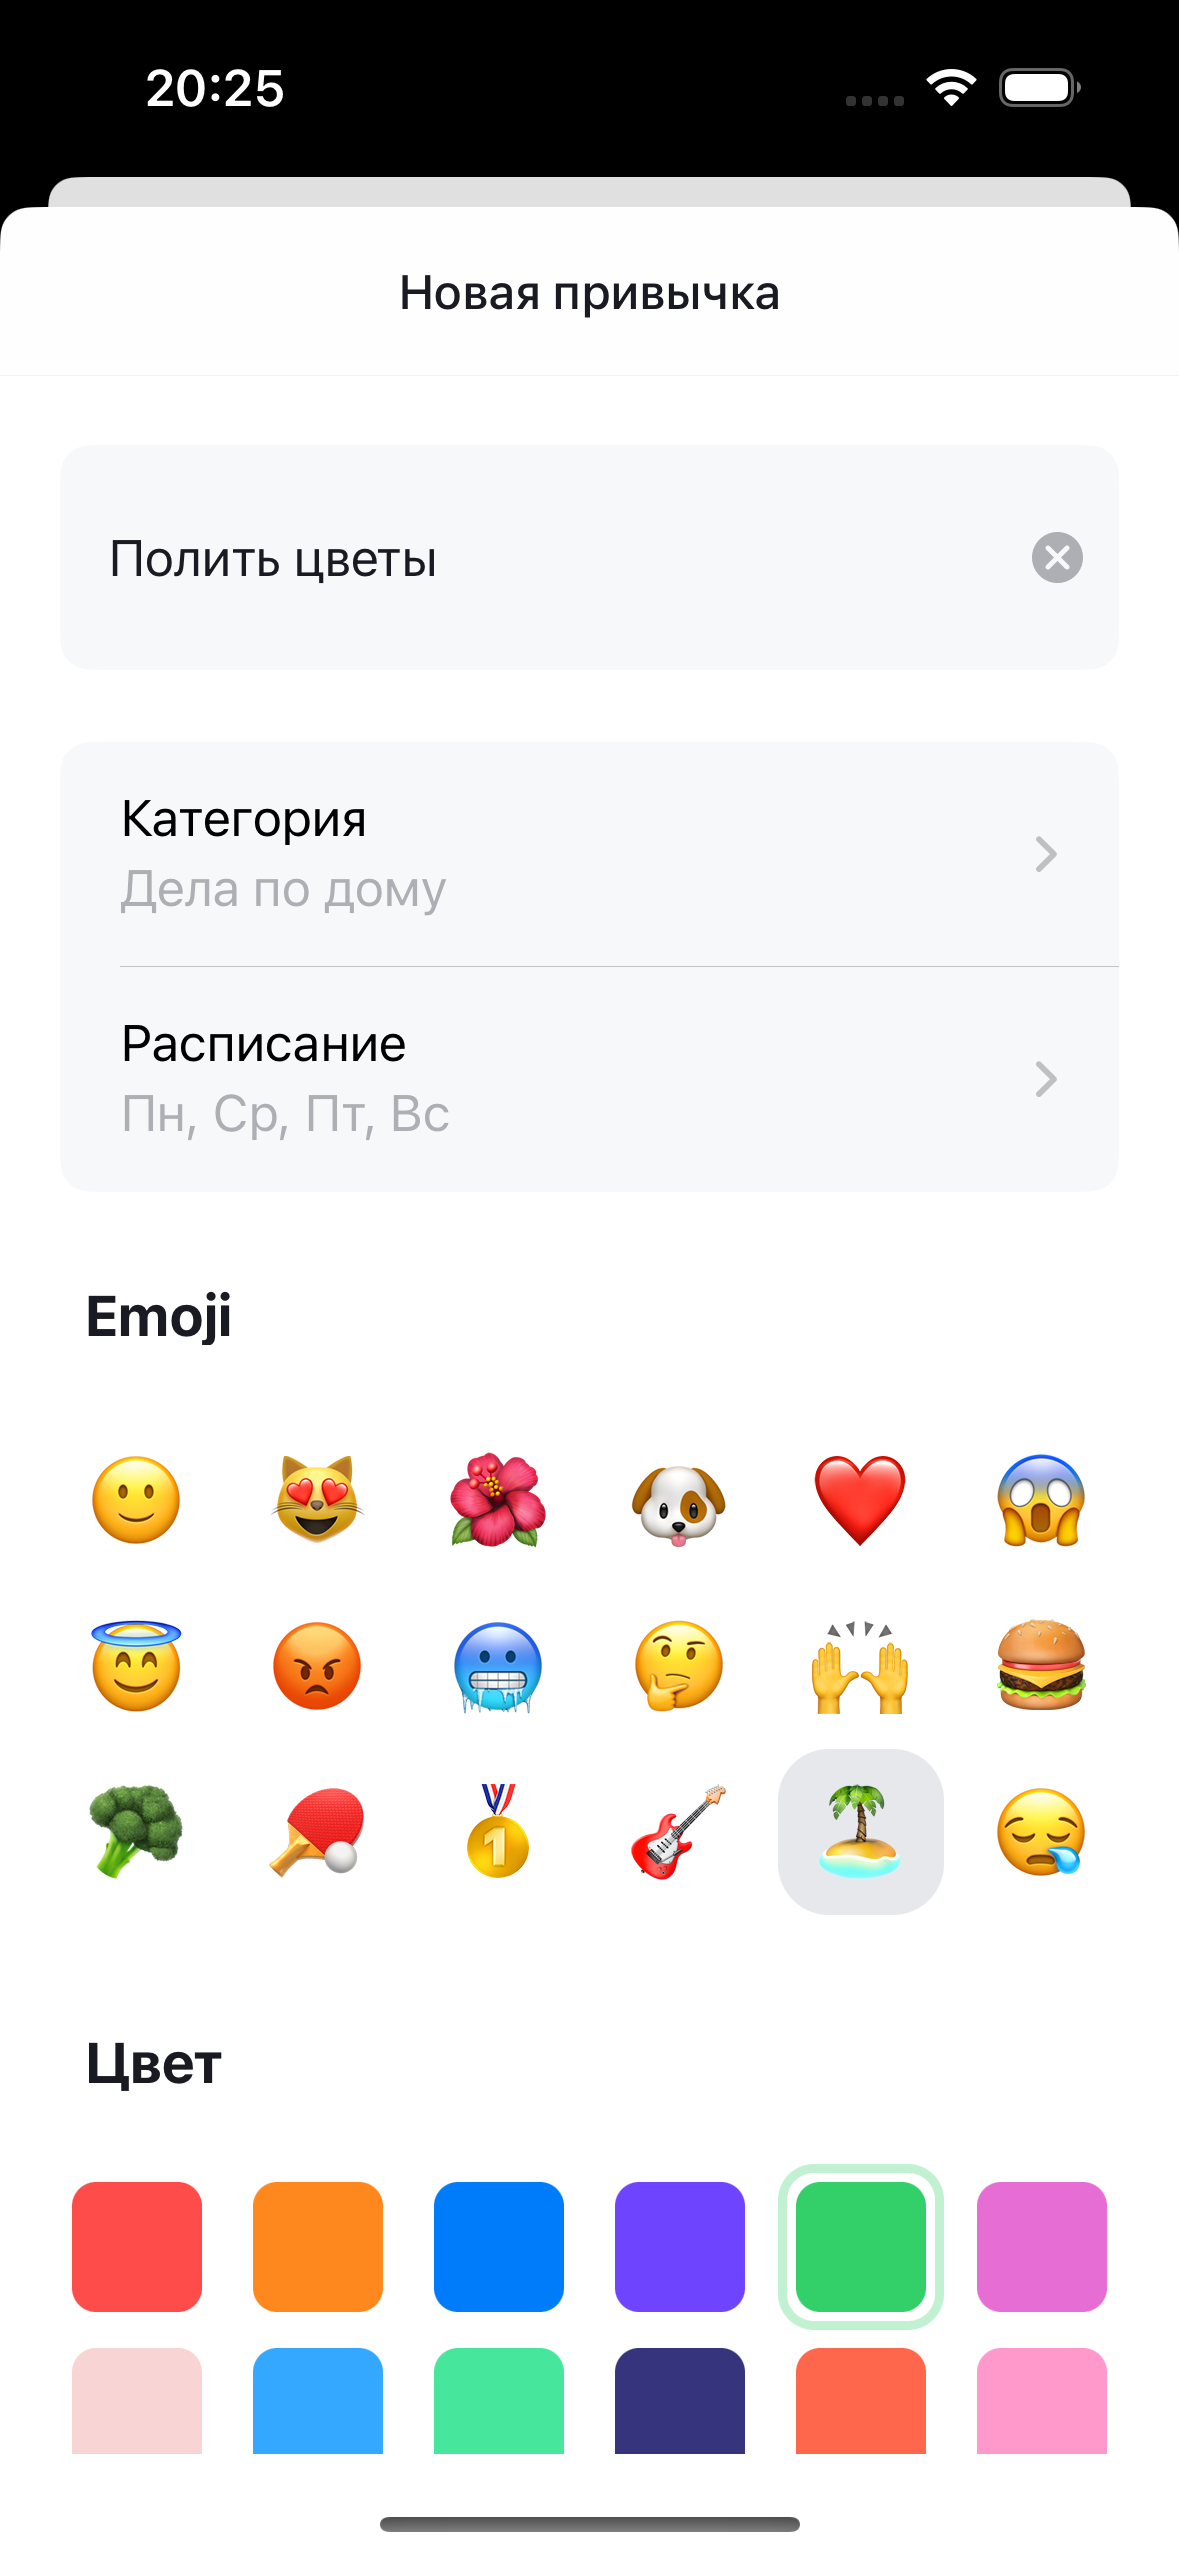 20:25
Новая привычка
Полить цветы
Категория
Дела по дому
Расписание
Пн, Ср, Пт, Вс
Emoji
Цвет